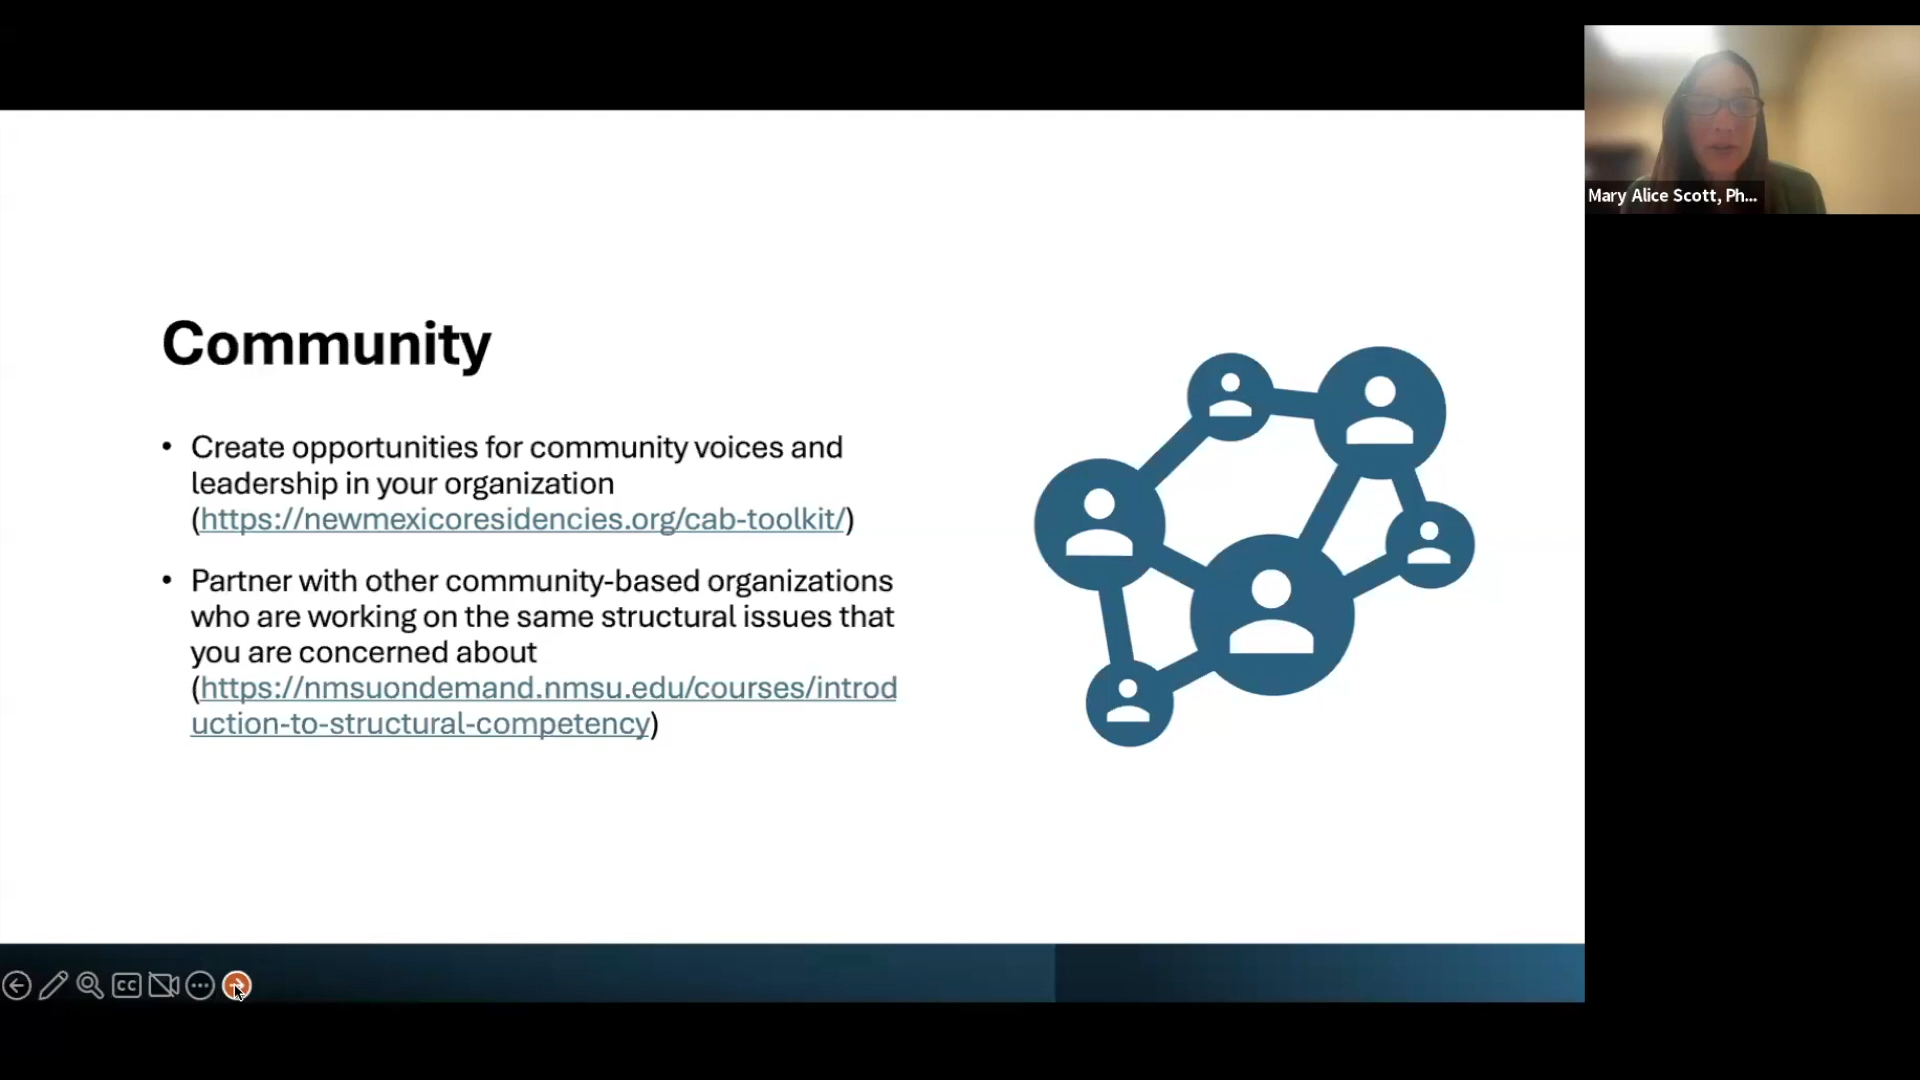 Mary Alice Scott, Ph...
Community
• Create opportunities for community voices and
leadership in your organization
(https://newmexicoresidencies.org/cab-toolkit/)
• Partner with other community-based organizations
who are working on the same structural issues that
you are concerned about
(https://nmsuondemand.nmsu.edu/courses/introd
uction-to-structural-competency)
CC